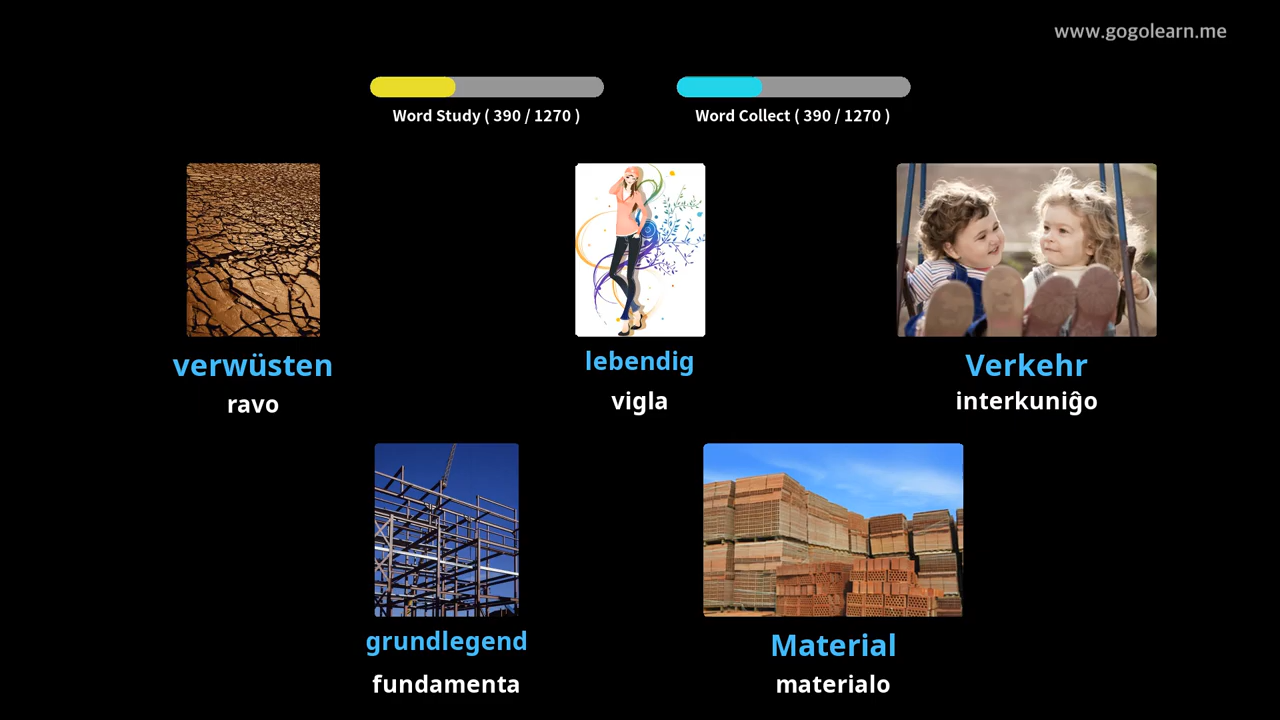 www.gogolearn.me
Word Study ( 390 / 1270 )
Word Collect ( 390 / 1270 )
verwüsten
ravo
lebendig
vigla
Verkehr
interkuniĝo
grundlegend
fundamenta
Material
materialo